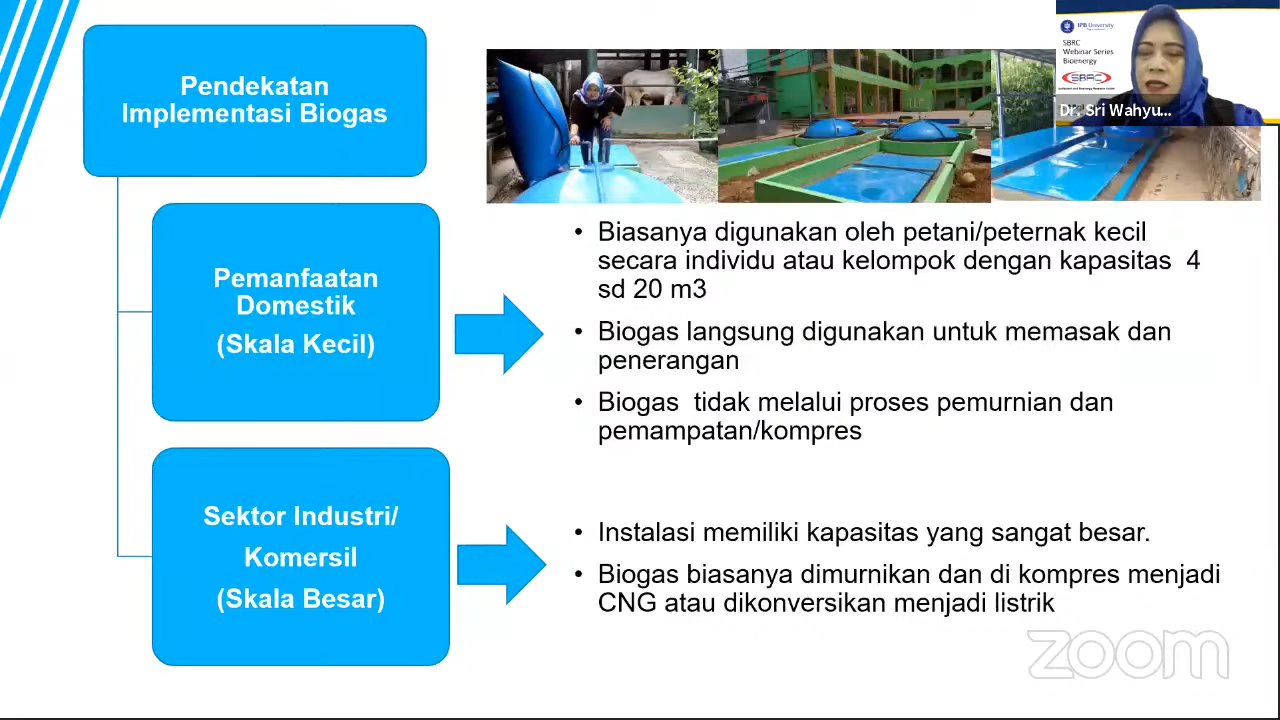 Pendekatan
Implementasi Biogas
IPB University
SBRC
Webinar Series
Bioenergy
SBRC
Dr. Sri Wahyu...
Pemanfaatan
Domestik
(Skala Kecil)
• Biasanya digunakan oleh petani/peternak kecil
secara individu atau kelompok dengan kapasitas 4
sd 20 m3
• Biogas langsung digunakan untuk memasak dan
penerangan
• Biogas tidak melalui proses pemurnian dan
pemampatan/kompres
Sektor Industri/
Komersil
(Skala Besar)
• Instalasi memiliki kapasitas yang sangat besar.
• Biogas biasanya dimurnikan dan di kompres menjadi
CNG atau dikonversikan menjadi listrik
zoom